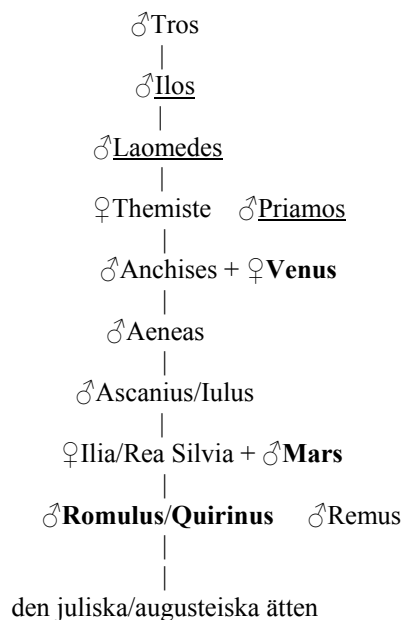 ♂Tros
|
♂Ilos
|
♂Laomedes
|
♀Themiste ♂Priamos
|
♂Anchises + ♀Venus
|
♂Aeneas
|
♂Ascanius/Iulus
|
♀Ilia/Rea Silvia + ♂Mars
|
♂Romulus/Quirinus ♂Remus
|
|
den juliska/augusteiska ätten